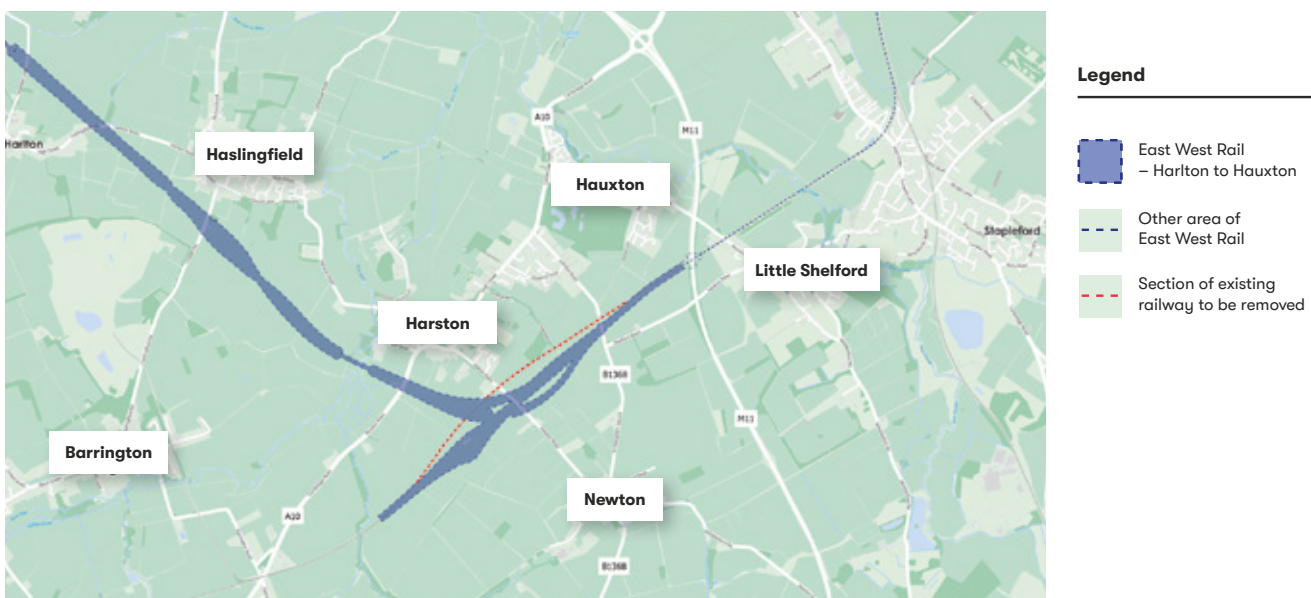 Harlton
Haslingfield
A10
M11
Hauxton
Stapleford
Little Shelford
Harston
B1368
M11
Barrington
Newton
A10
B1368
Legend
East West Rail
– Harlton to Hauxton
Other area of
East West Rail
Section of existing
railway to be removed